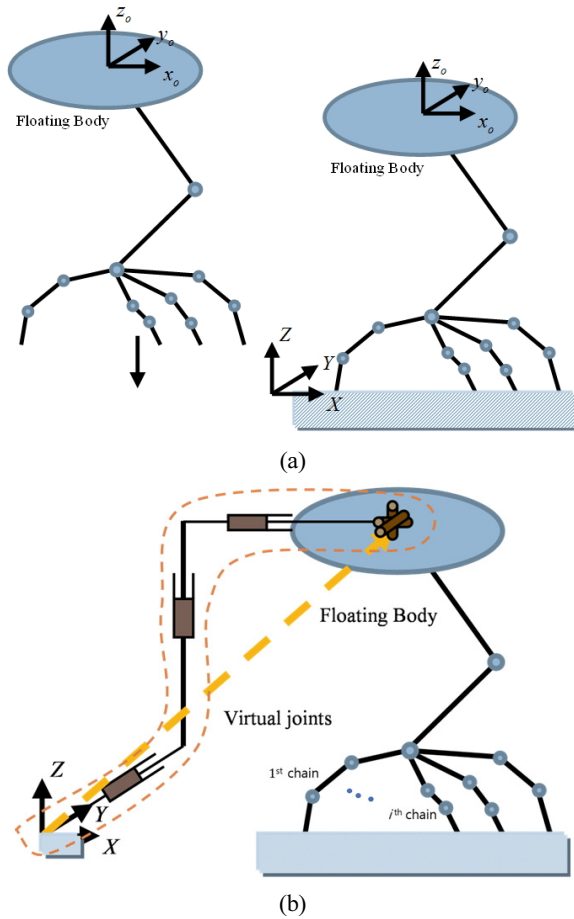 z_o
y_o
x_o
Floating Body
z_o
y_o
x_o
Floating Body
Z
Y
X
(a)
Floating Body
Virtual joints
1st chain
ith chain
Z
Y
X
(b)